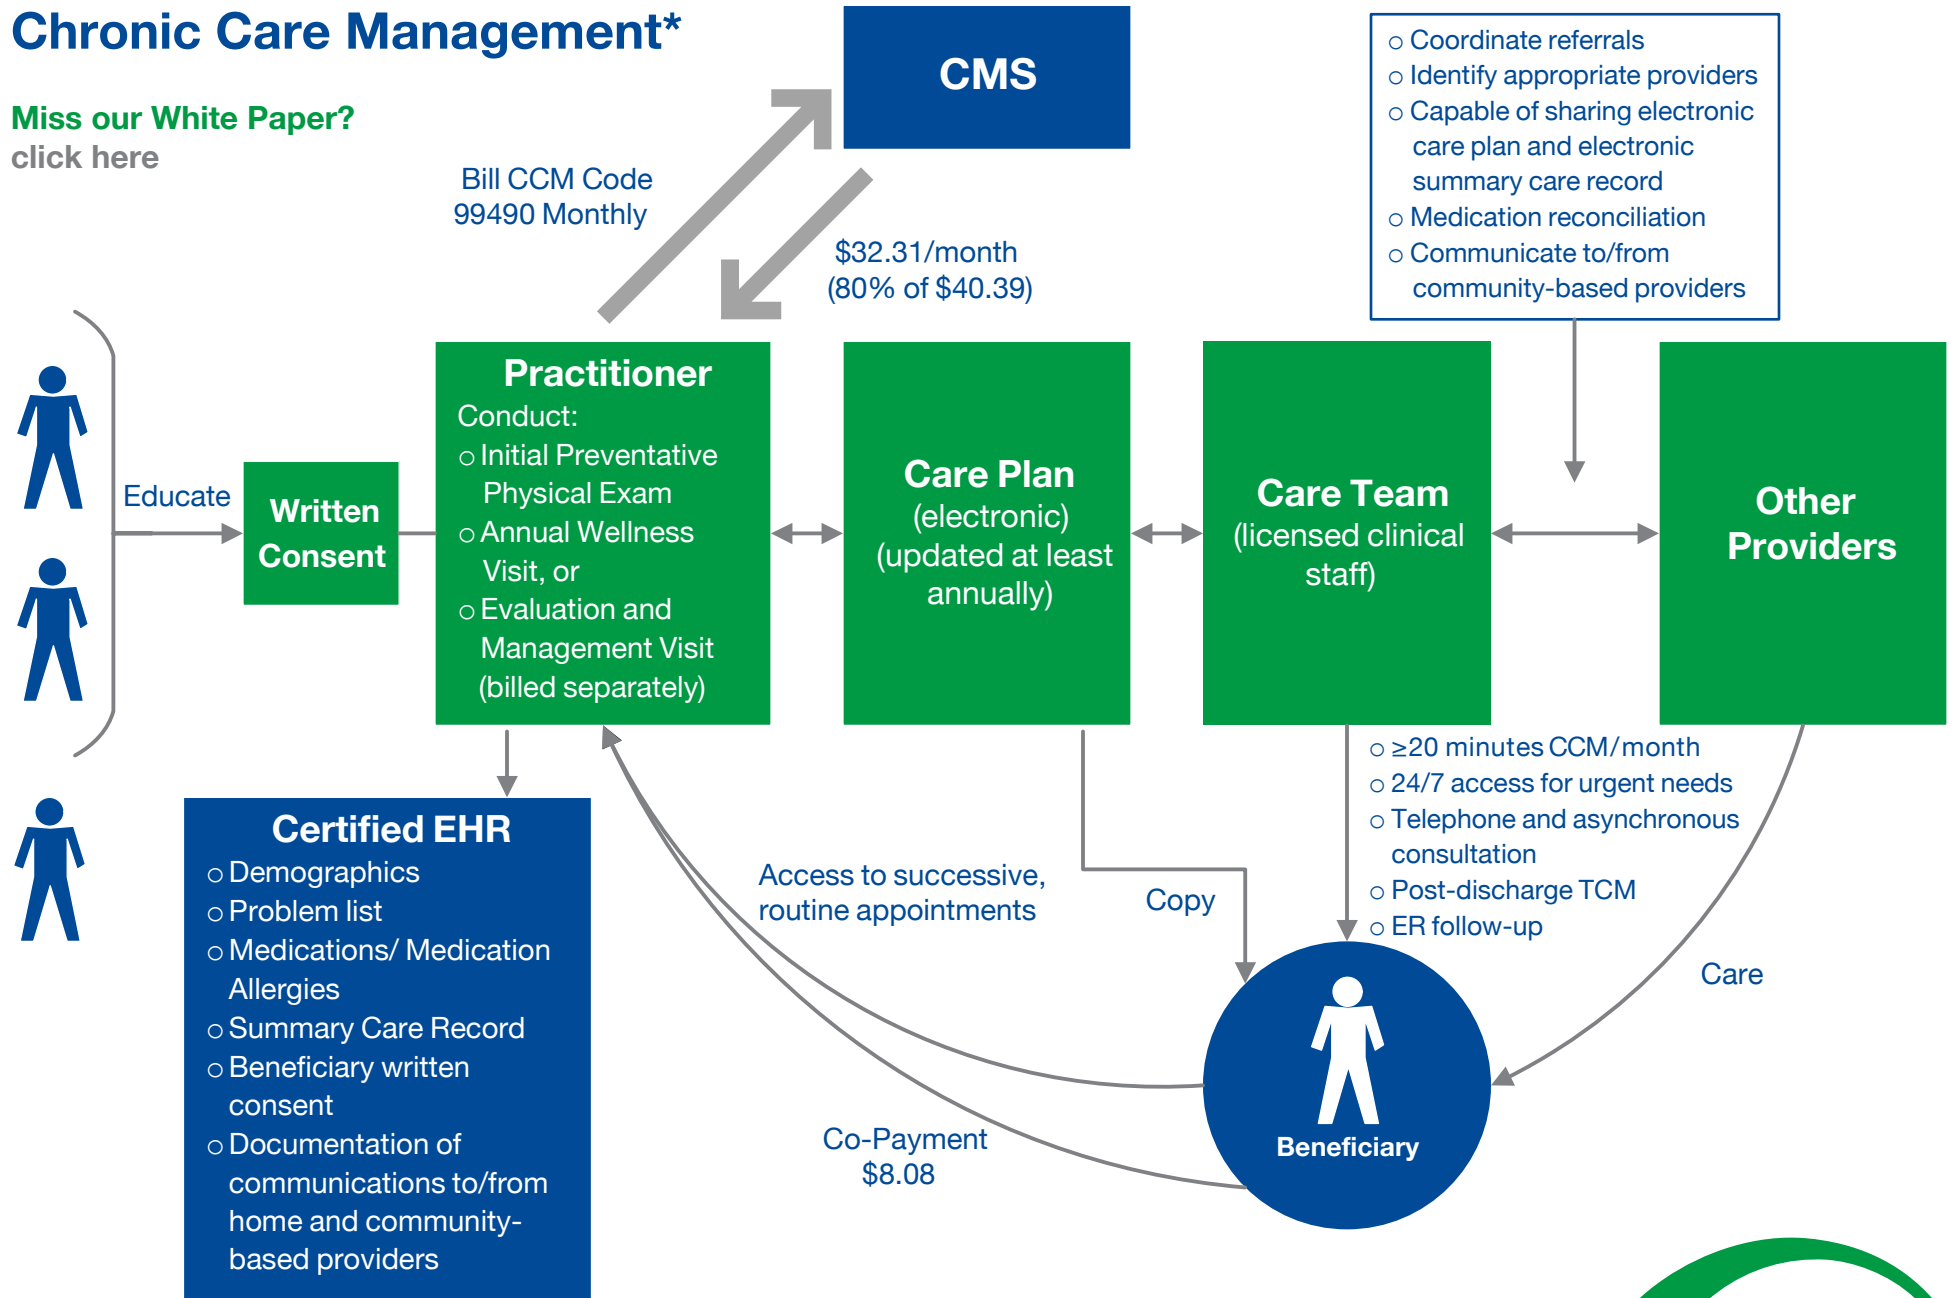 Chronic Care Management*
Miss our White Paper?
click here
CMS
Bill CCM Code
99490 Monthly
$32.31/month
(80% of $40.39)
○ Coordinate referrals
○ Identify appropriate providers
○ Capable of sharing electronic
care plan and electronic
summary care record
○ Medication reconciliation
○ Communicate to/from
community-based providers
Educate
Written
Consent
Practitioner
Conduct:
○ Initial Preventative
Physical Exam
○ Annual Wellness
Visit, or
○ Evaluation and
Management Visit
(billed separately)
Care Plan
(electronic)
(updated at least
annually)
Care Team
(licensed clinical
staff)
Other
Providers
Certified EHR
○ Demographics
○ Problem list
○ Medications/ Medication
Allergies
○ Summary Care Record
○ Beneficiary written
consent
○ Documentation of
communications to/from
home and community-
based providers
Access to successive,
routine appointments
Copy
○ ≥20 minutes CCM/month
○ 24/7 access for urgent needs
○ Telephone and asynchronous
consultation
○ Post-discharge TCM
○ ER follow-up
Care
Co-Payment
$8.08
Beneficiary